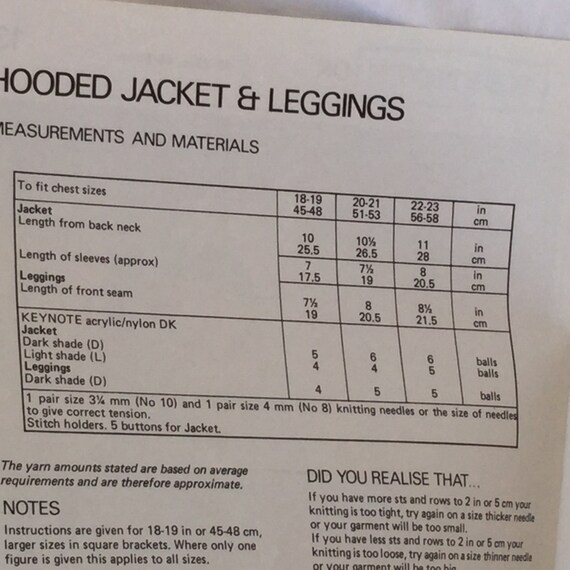 HOODED JACKET & LEGGINGS
MEASUREMENTS AND MATERIALS
To fit chest sizes 18-19 20-21 22-23 in
45-48 51-53 56-58 cm
Jacket
Length from back neck 10 10½ 11 in
25.5 26.5 28 cm
Length of sleeves (approx) 7 7½ 8 in
17.5 19 20.5 cm
Leggings
Length of front seam 7½ 8 8½ in
19 20.5 21.5 cm
KEYNOTE acrylic/nylon DK
Jacket
Dark shade (D) 5 6 6 balls
Light shade (L) 4 4 5 balls
Leggings
Dark shade (D) 4 5 5 balls
1 pair size 3¼ mm (No 10) and 1 pair size 4 mm (No 8) knitting needles or the size of needles
to give correct tension.
Stitch holders. 5 buttons for Jacket.
The yarn amounts stated are based on average
requirements and are therefore approximate.
NOTES
Instructions are given for 18-19 in or 45-48 cm,
larger sizes in square brackets. Where only one
figure is given this applies to all sizes.
DID YOU REALISE THAT...
If you have more sts and rows to 2 in or 5 cm your
knitting is too tight, try again on a size thicker needle
or your garment will be too small.
If you have less sts and rows to 2 in or 5 cm your
knitting is too loose, try again on a size thinner needle
or your garment will be too big.